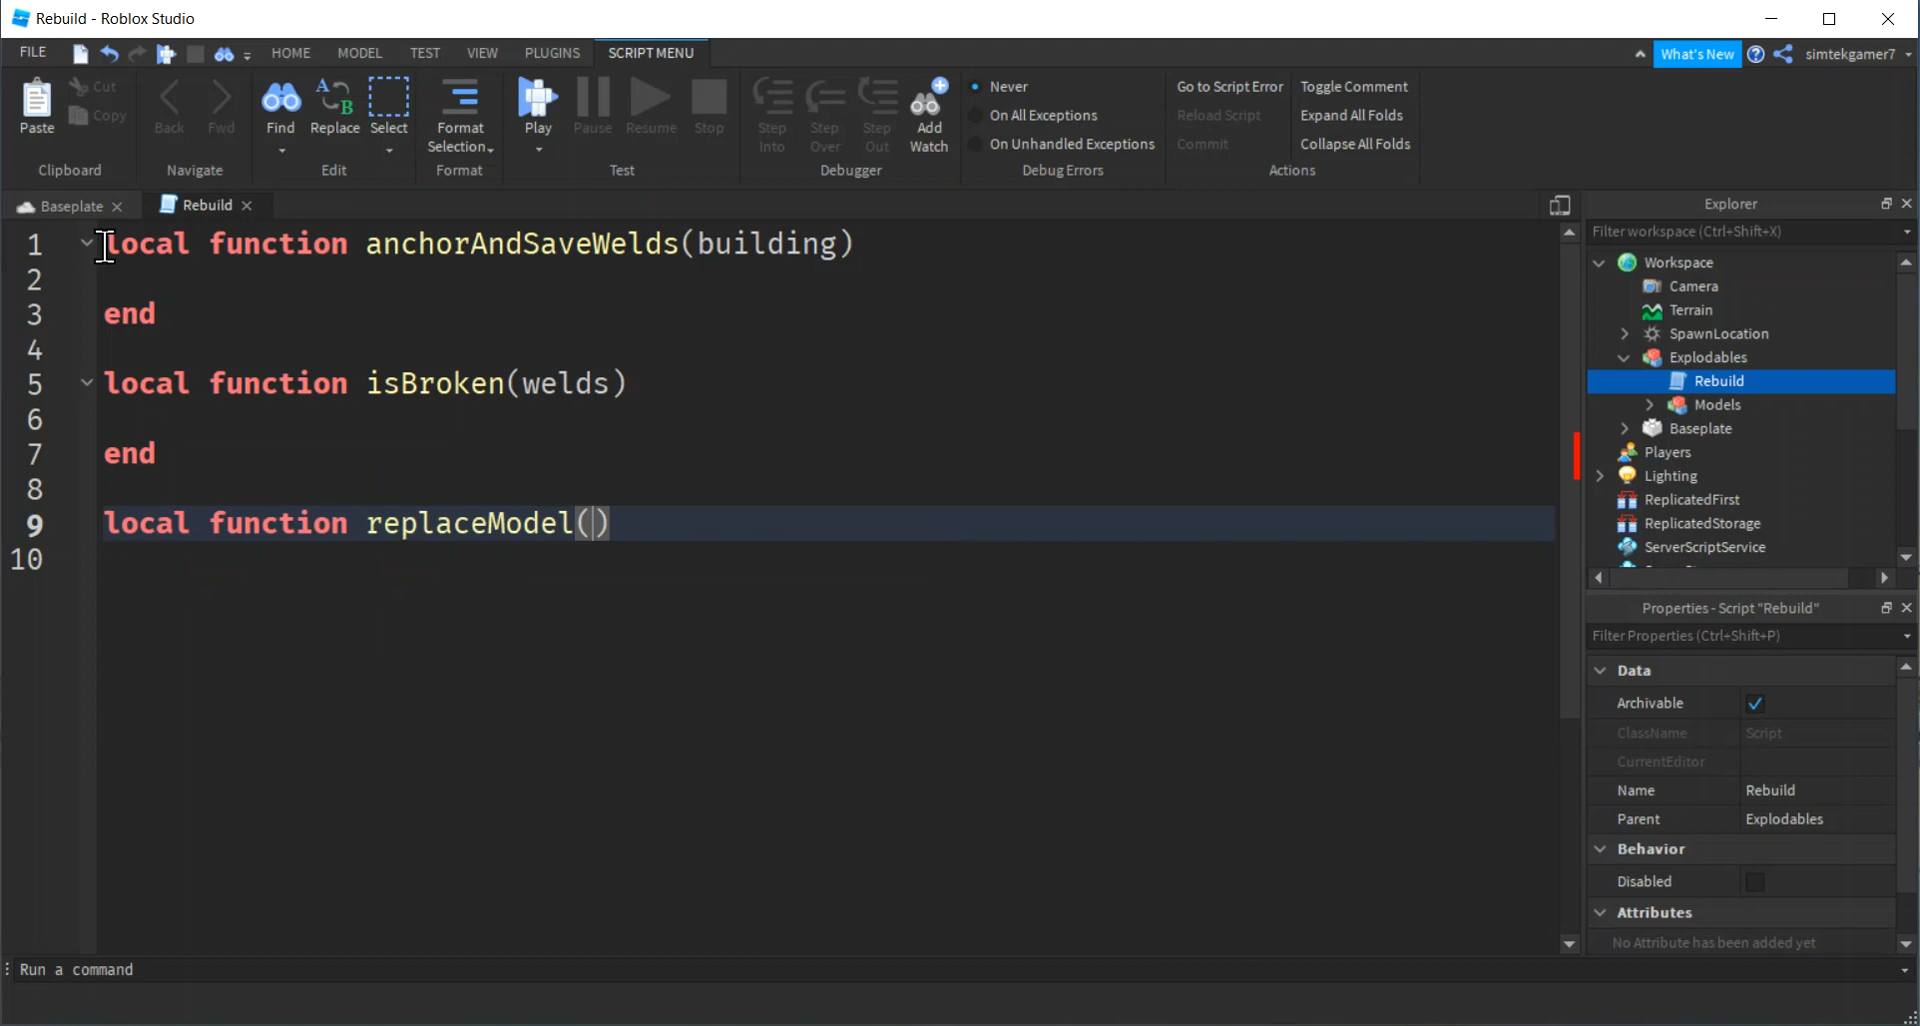 Rebuild - Roblox Studio
FILE HOME MODEL TEST VIEW PLUGINS SCRIPT MENU What's New simtekgamer7
Paste Cut Copy Back Fwd Find Replace Select Format Selection Play Pause Resume Stop Step Into Step Over Step Out Add Watch
Never
On All Exceptions
On Unhandled Exceptions
Go to Script Error
Reload Script
Commit
Toggle Comment
Expand All Folds
Collapse All Folds
Clipboard Navigate Edit Format Test Debugger Debug Errors Actions
Baseplate Rebuild
1 local function anchorAndSaveWelds(building)
2
3 end
4
5 local function isBroken(welds)
6
7 end
8
9 local function replaceModel()
10
Explorer
Filter workspace (Ctrl+Shift+X)
Workspace
Camera
Terrain
SpawnLocation
Explodables
Rebuild
Models
Baseplate
Players
Lighting
ReplicatedFirst
ReplicatedStorage
ServerScriptService
Properties - Script "Rebuild"
Filter Properties (Ctrl+Shift+P)
Data
Archivable
ClassName Script
CurrentEditor
Name Rebuild
Parent Explodables
Behavior
Disabled
Attributes
No Attribute has been added yet
Run a command